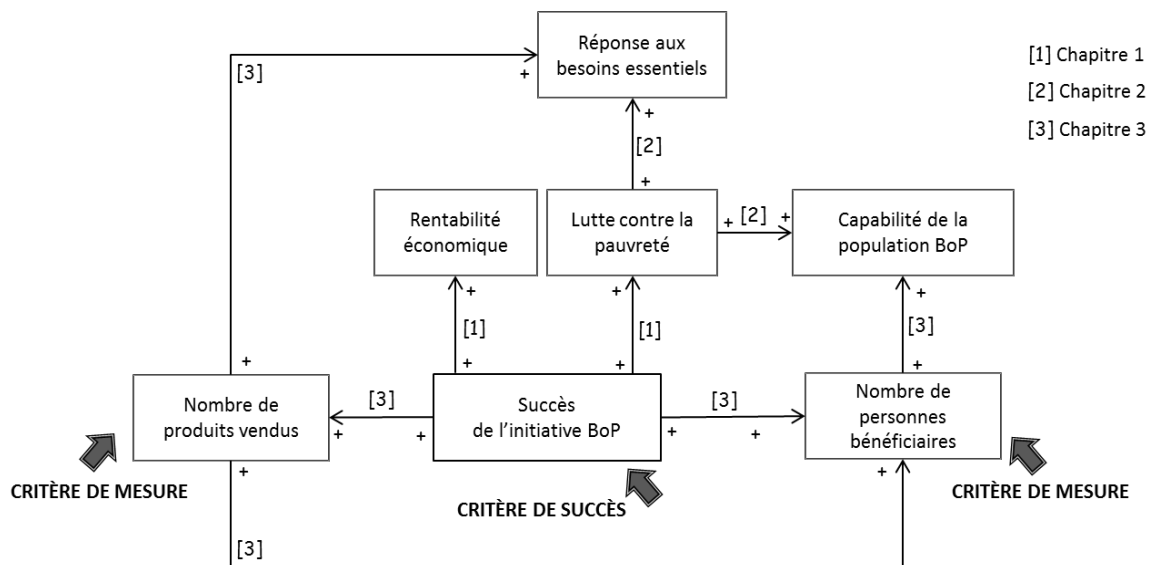 Réponse aux
besoins essentiels
[1] Chapitre 1
[2] Chapitre 2
[3] Chapitre 3
[3]
+
+
[2]
+
Rentabilité
économique
Lutte contre la
pauvreté
+ [2] +
Capabilité de la
population BoP
+
+
+
[1]
[1]
[3]
+
+
+
+
Nombre de
produits vendus
[3]
Succès
de l'initiative BoP
[3]
Nombre de
personnes
bénéficiaires
+
+
+
+
+
+
CRITÈRE DE MESURE
CRITÈRE DE SUCCÈS
CRITÈRE DE MESURE
[3]